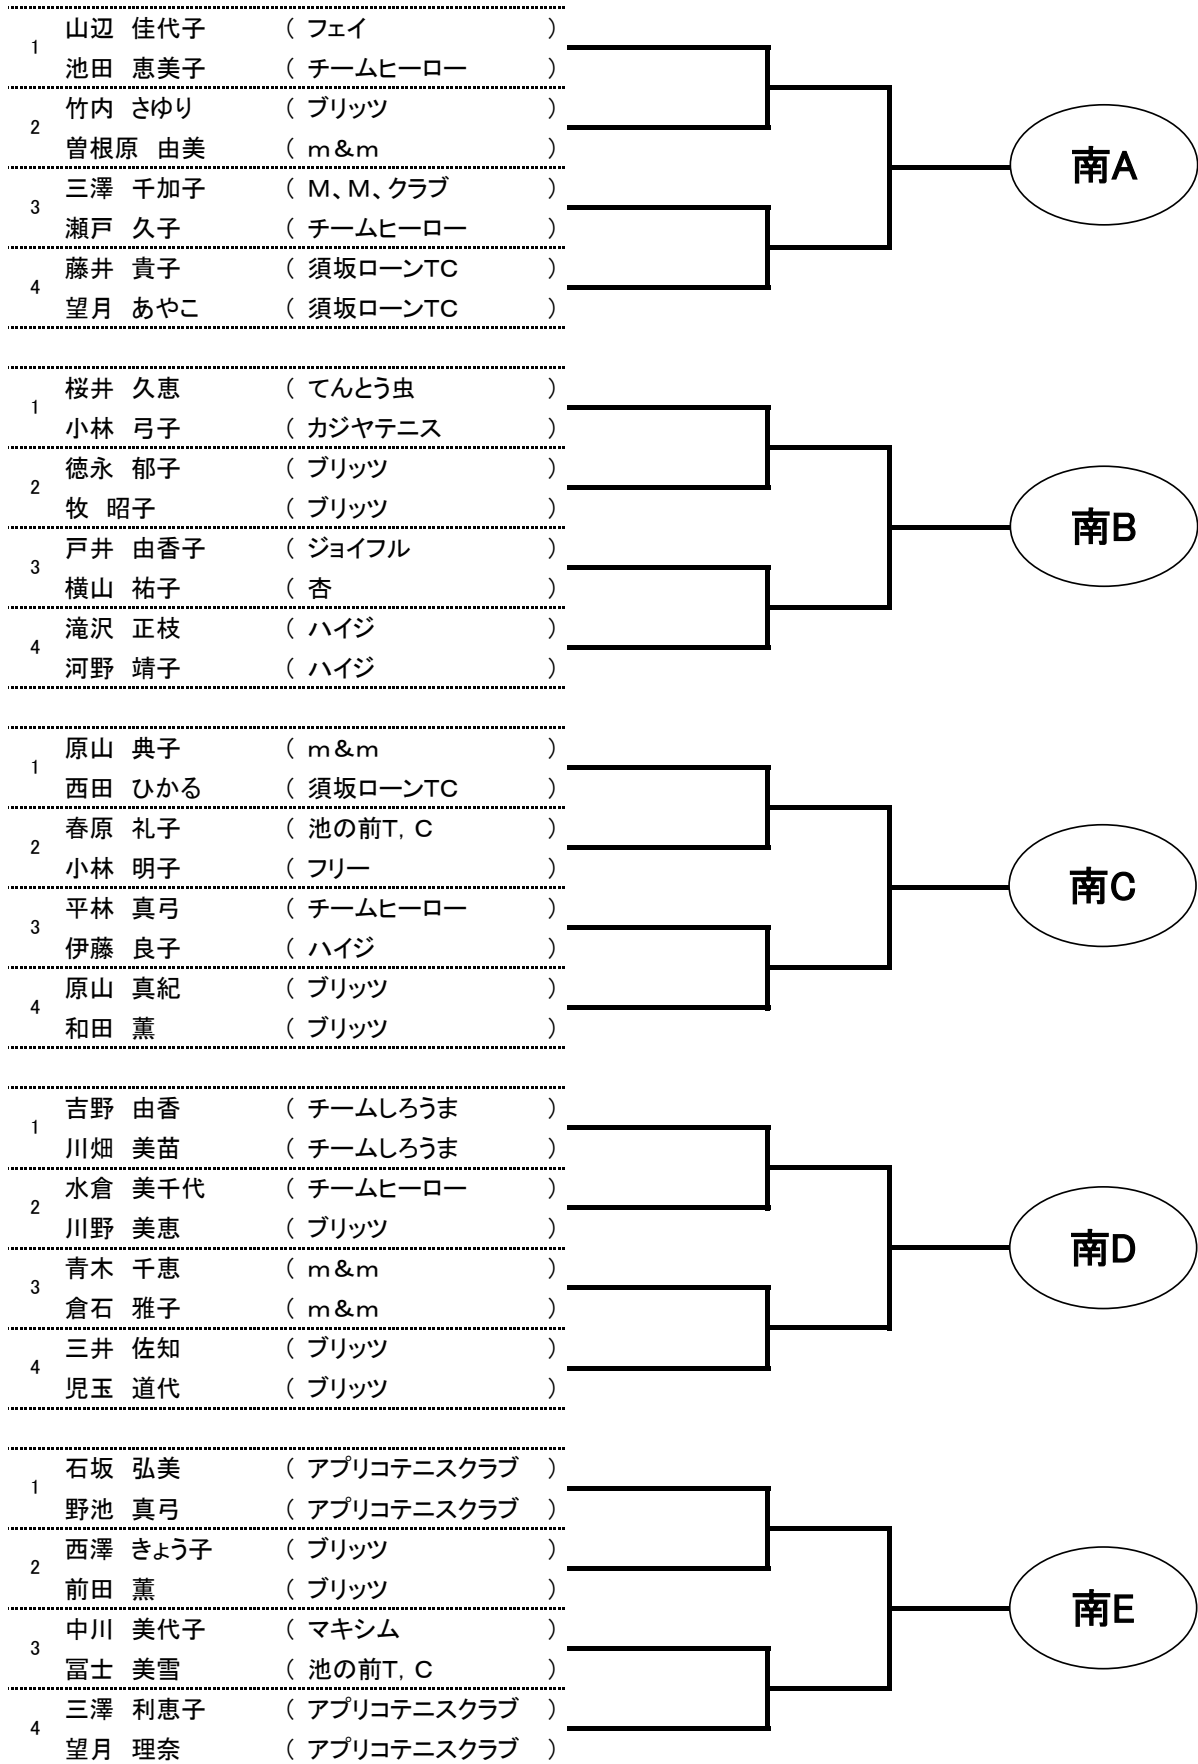 山辺 佳代子 ( フェイ )
1
池田 恵美子 ( チームヒーロー )
竹内 さゆり ( ブリッツ )
2
曽根原 由美 ( m&m )
南A
三澤 千加子 ( M、M、クラブ )
3
瀬戸 久子 ( チームヒーロー )
藤井 貴子 ( 須坂ローンTC )
4
望月 あやこ ( 須坂ローンTC )
桜井 久恵 ( てんとう虫 )
1
小林 弓子 ( カジヤテニス )
徳永 郁子 ( ブリッツ )
2
牧 昭子 ( ブリッツ )
南B
戸井 由香子 ( ジョイフル )
3
横山 祐子 ( 杏 )
滝沢 正枝 ( ハイジ )
4
河野 靖子 ( ハイジ )
原山 典子 ( m&m )
1
西田 ひかる ( 須坂ローンTC )
春原 礼子 ( 池の前T,C )
2
小林 明子 ( フリー )
南C
平林 真弓 ( チームヒーロー )
3
伊藤 良子 ( ハイジ )
原山 真紀 ( ブリッツ )
4
和田 薫 ( ブリッツ )
吉野 由香 ( チームしろうま )
1
川畑 美苗 ( チームしろうま )
水倉 美千代 ( チームヒーロー )
2
川野 美恵 ( ブリッツ )
南D
青木 千恵 ( m&m )
3
倉石 雅子 ( m&m )
三井 佐知 ( ブリッツ )
4
児玉 道代 ( ブリッツ )
石坂 弘美 ( アプリコテニスクラブ )
1
野池 真弓 ( アプリコテニスクラブ )
西澤 きょう子 ( ブリッツ )
2
前田 薫 ( ブリッツ )
南E
中川 美代子 ( マキシム )
3
冨士 美雪 ( 池の前T,C )
三澤 利恵子 ( アプリコテニスクラブ )
4
望月 理奈 ( アプリコテニスクラブ )